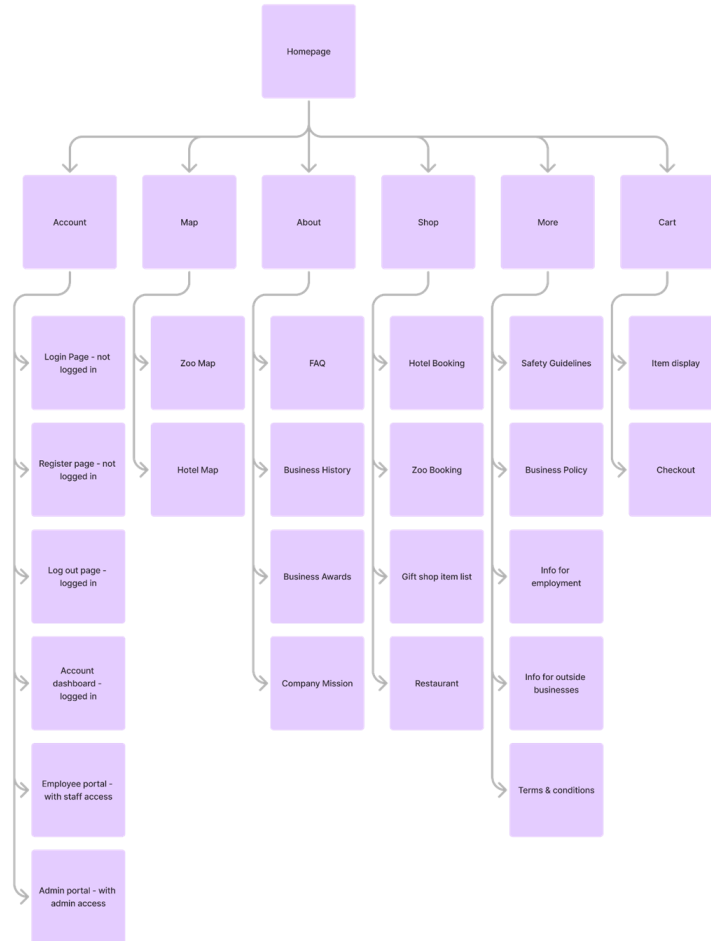 Homepage
Account
Map
About
Shop
More
Cart
Login Page - not
logged in
Zoo Map
FAQ
Hotel Booking
Safety Guidelines
Item display
Register page - not
logged in
Hotel Map
Business History
Zoo Booking
Business Policy
Checkout
Log out page -
logged in
Business Awards
Gift shop item list
Info for
employment
Account
dashboard -
logged in
Company Mission
Restaurant
Info for outside
businesses
Employee portal -
with staff access
Terms & conditions
Admin portal - with
admin access